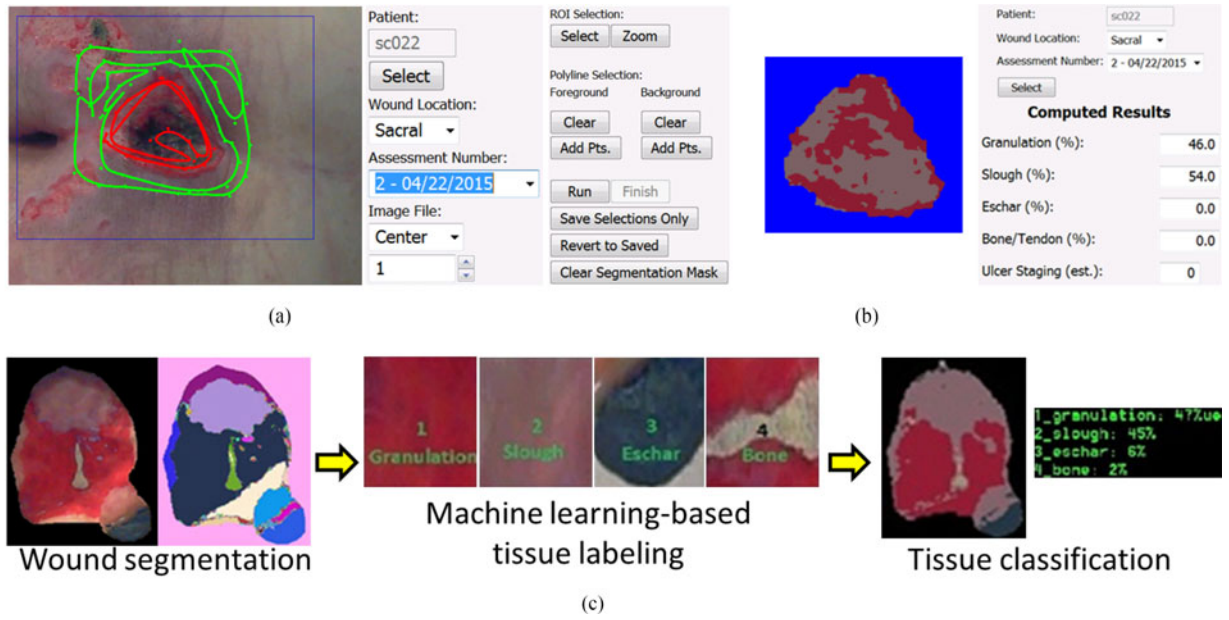 Patient:
sc022
Select
Wound Location:
Sacral
Assessment Number:
2 - 04/22/2015
Image File:
Center
1
ROI Selection:
Select Zoom
Polyline Selection:
Foreground Background
Clear Clear
Add Pts. Add Pts.
Run Finish
Save Selections Only
Revert to Saved
Clear Segmentation Mask
(a)
Patient: sc022
Wound Location: Sacral
Assessment Number: 2 - 04/22/2015
Select
Computed Results
Granulation (%): 46.0
Slough (%): 54.0
Eschar (%): 0.0
Bone/Tendon (%): 0.0
Ulcer Staging (est.): 0
(b)
Wound segmentation
1
Granulation
2
Slough
3
Eschar
4
Bone
Machine learning-based
tissue labeling
1_granulation: 47%ue
2_slough: 45%
3_eschar: 6%
4_bone: 2%
Tissue classification
(c)